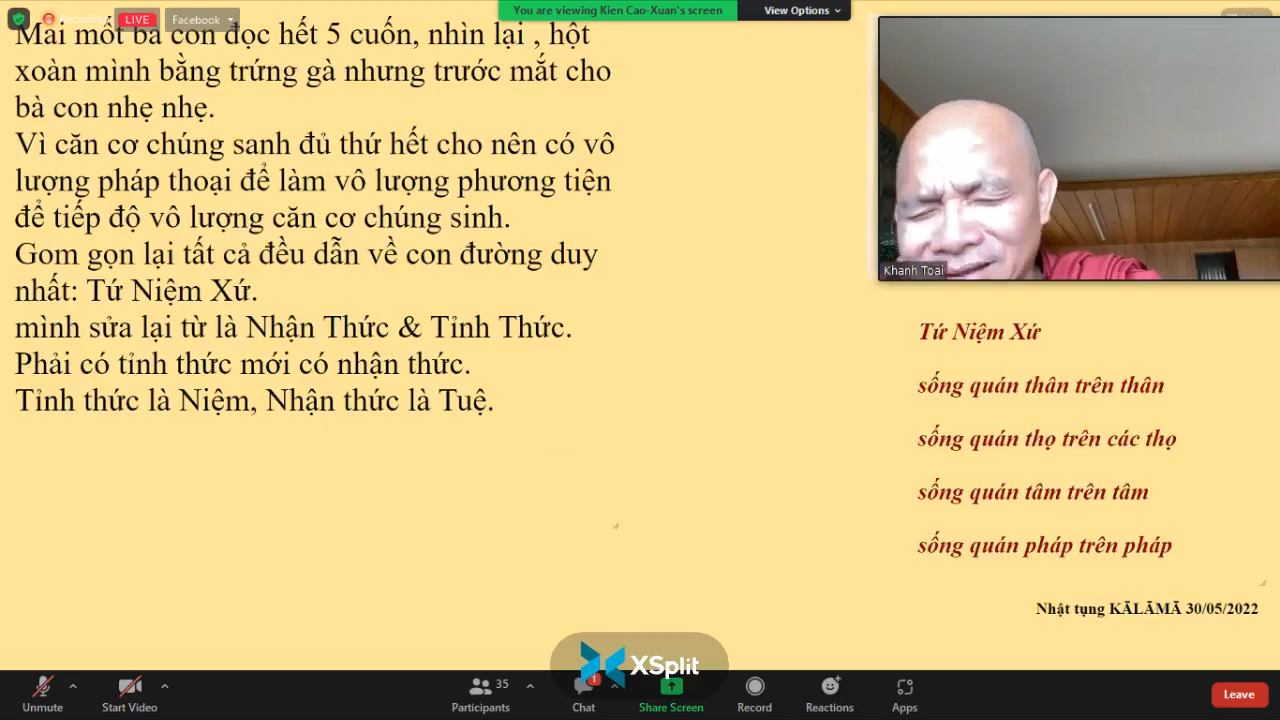 You are viewing Kien Cao-Xuan's screen
View Options
LIVE
Facebook
Mai mốt bà con đọc hết 5 cuốn, nhìn lại , hột
xoàn mình bằng trứng gà nhưng trước mắt cho
bà con nhẹ nhẹ.
Vì căn cơ chúng sanh đủ thứ hết cho nên có vô
lượng pháp thoại để làm vô lượng phương tiện
để tiếp độ vô lượng căn cơ chúng sinh.
Gom gọn lại tất cả đều dẫn về con đường duy
nhất: Tứ Niệm Xứ.
mình sửa lại từ là Nhận Thức & Tỉnh Thức.
Phải có tỉnh thức mới có nhận thức.
Tỉnh thức là Niệm, Nhận thức là Tuệ.
Khanh Toai
Tứ Niệm Xứ
sống quán thân trên thân
sống quán thọ trên các thọ
sống quán tâm trên tâm
sống quán pháp trên pháp
Nhật tụng KĀLĀMĀ 30/05/2022
XSplit
Unmute
Start Video
35
Participants
1
Chat
Share Screen
Record
Reactions
Apps
Leave